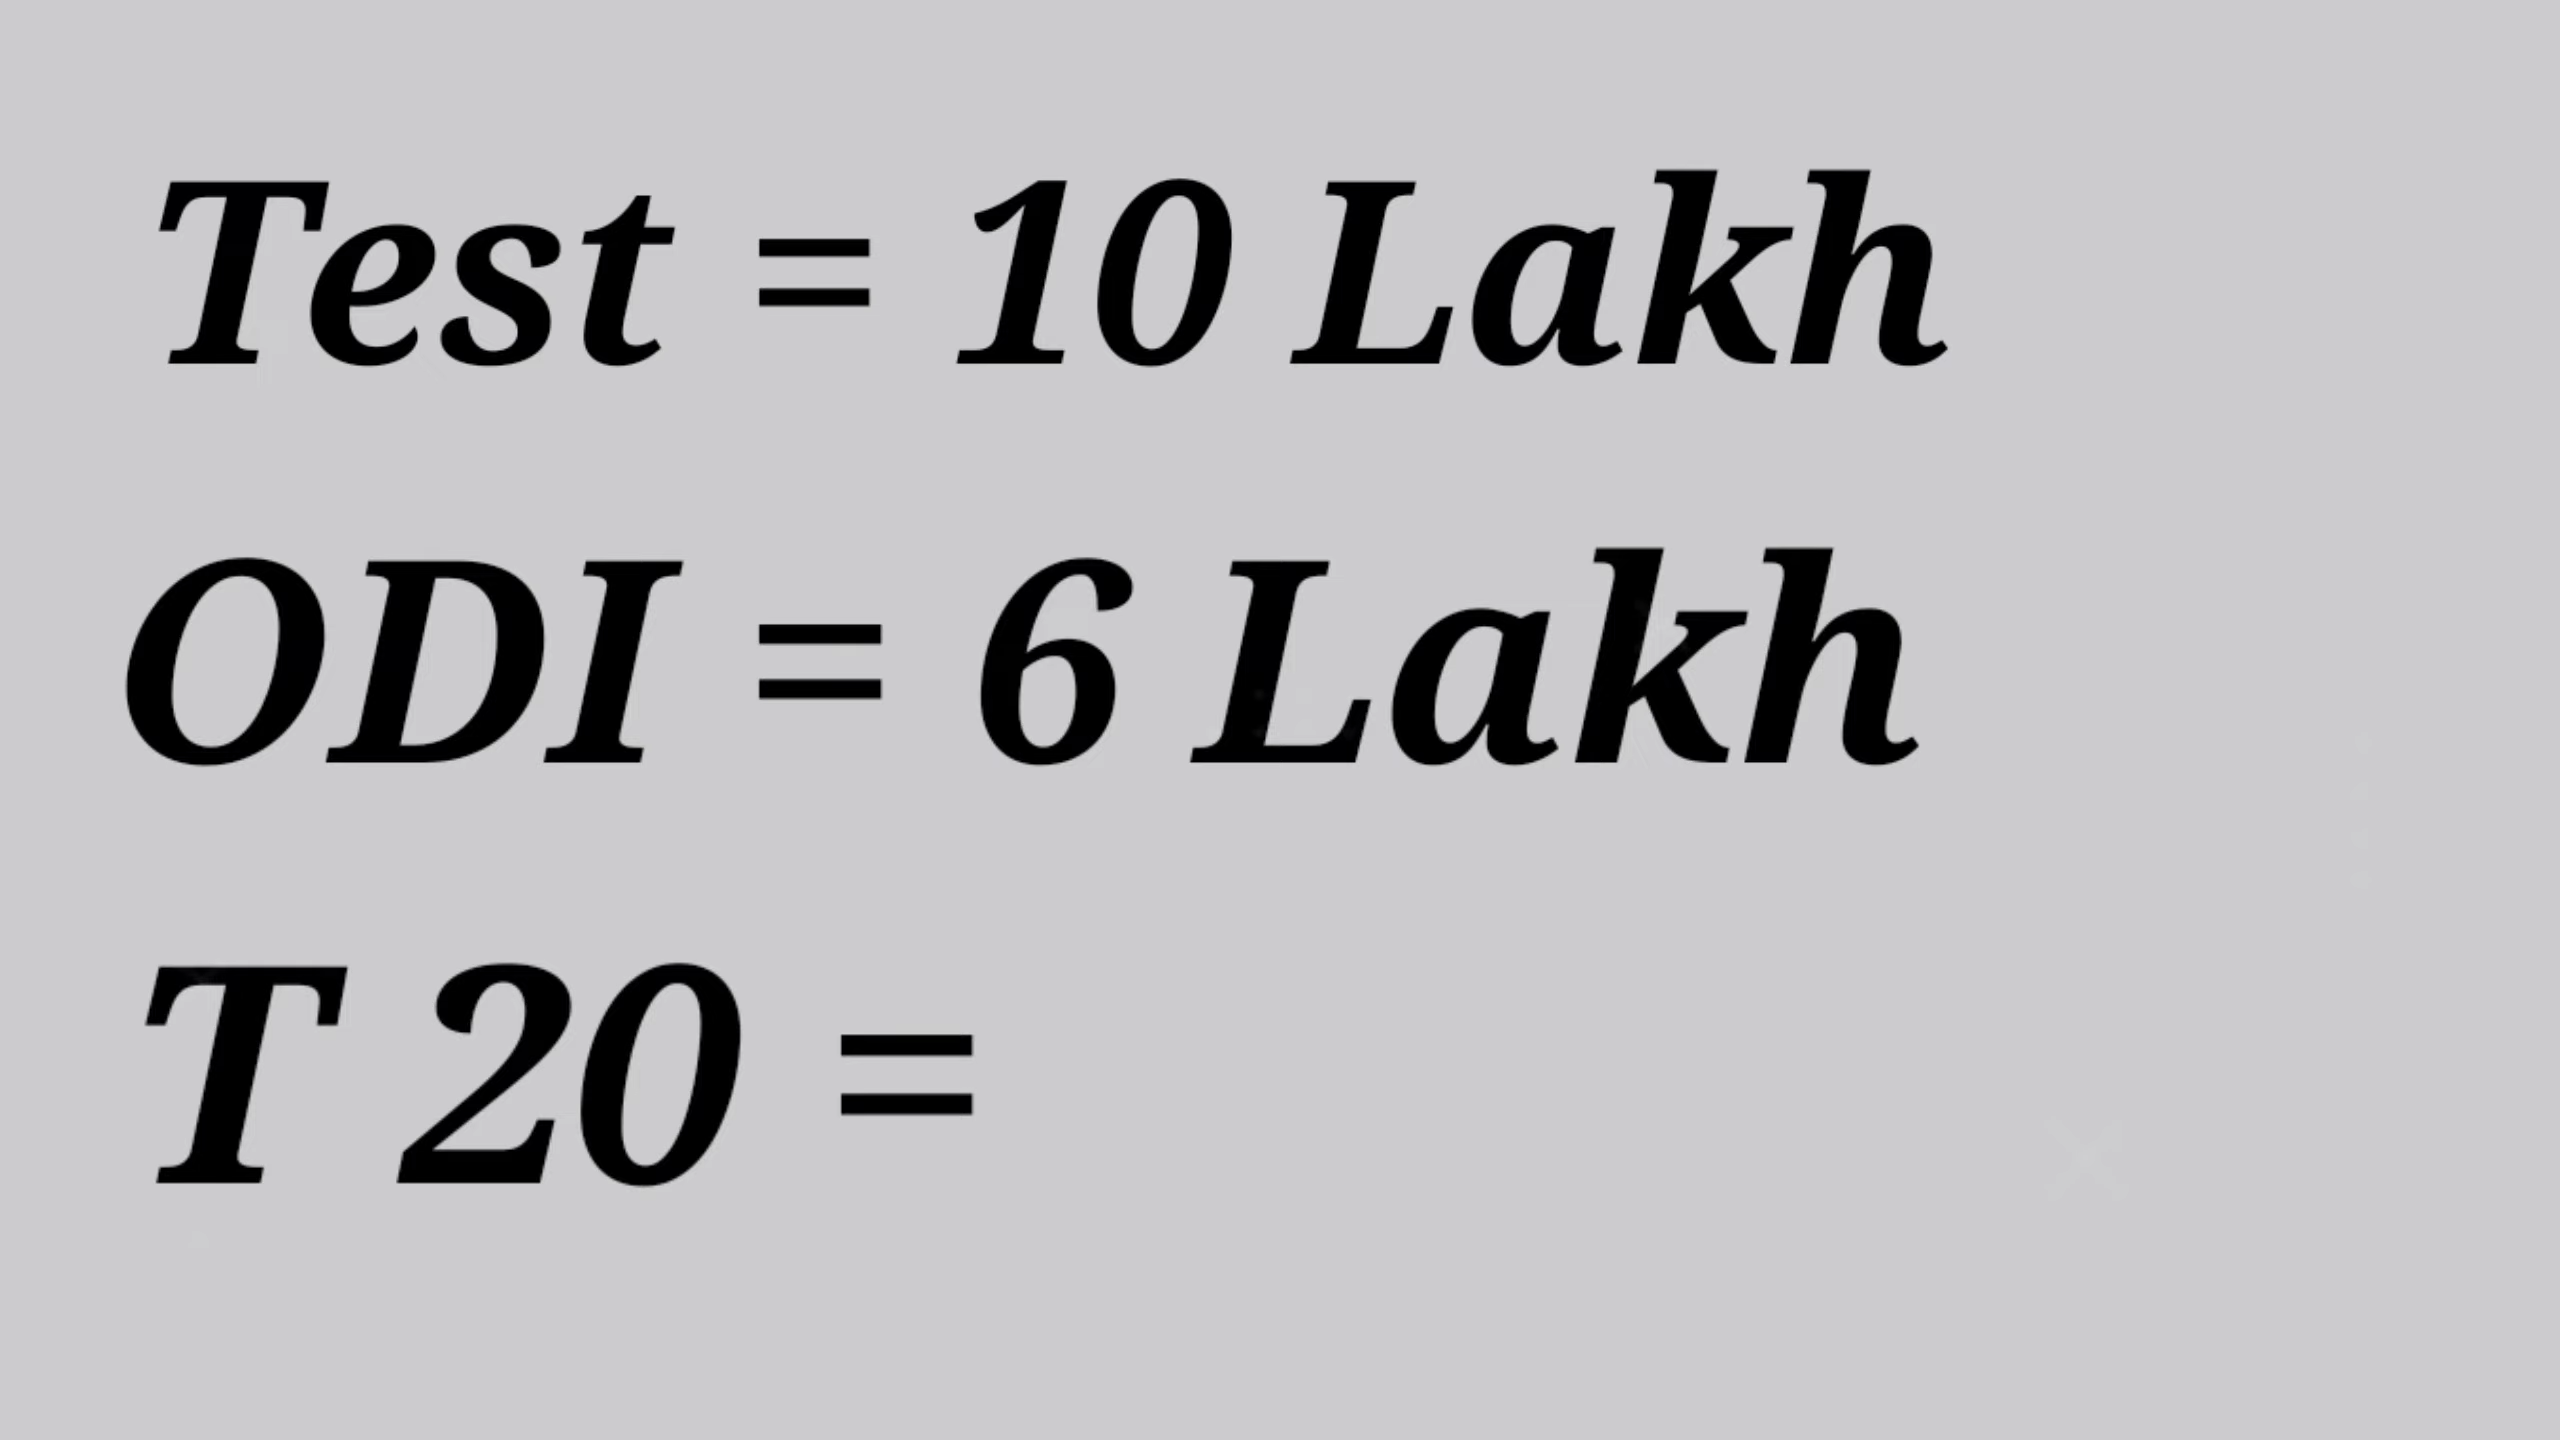 Test = 10 Lakh
ODI = 6 Lakh
T 20 =